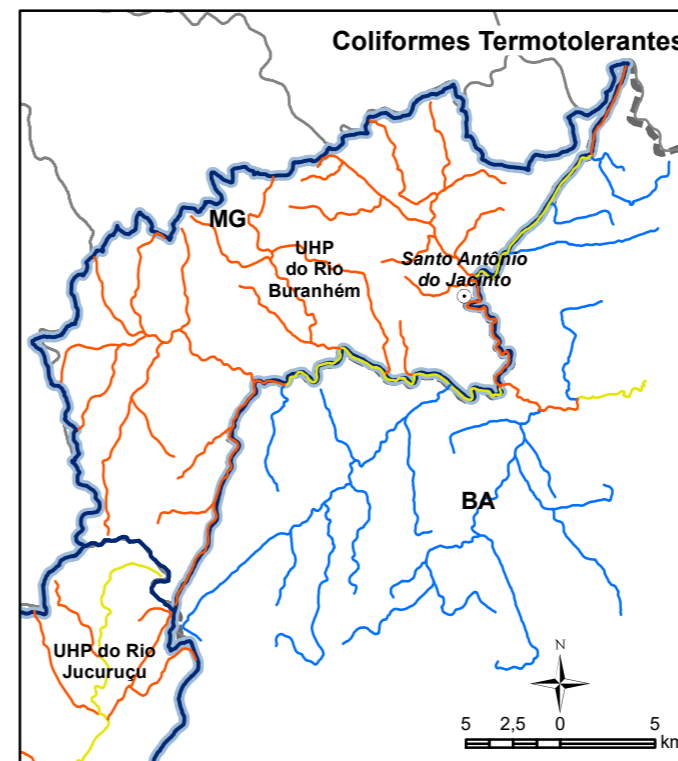 Coliformes Termotolerantes
MG
UHP
do Rio
Buranhém
Santo Antônio
do Jacinto
BA
UHP do Rio
Jucuruçu
N
5 2,5 0 5
km